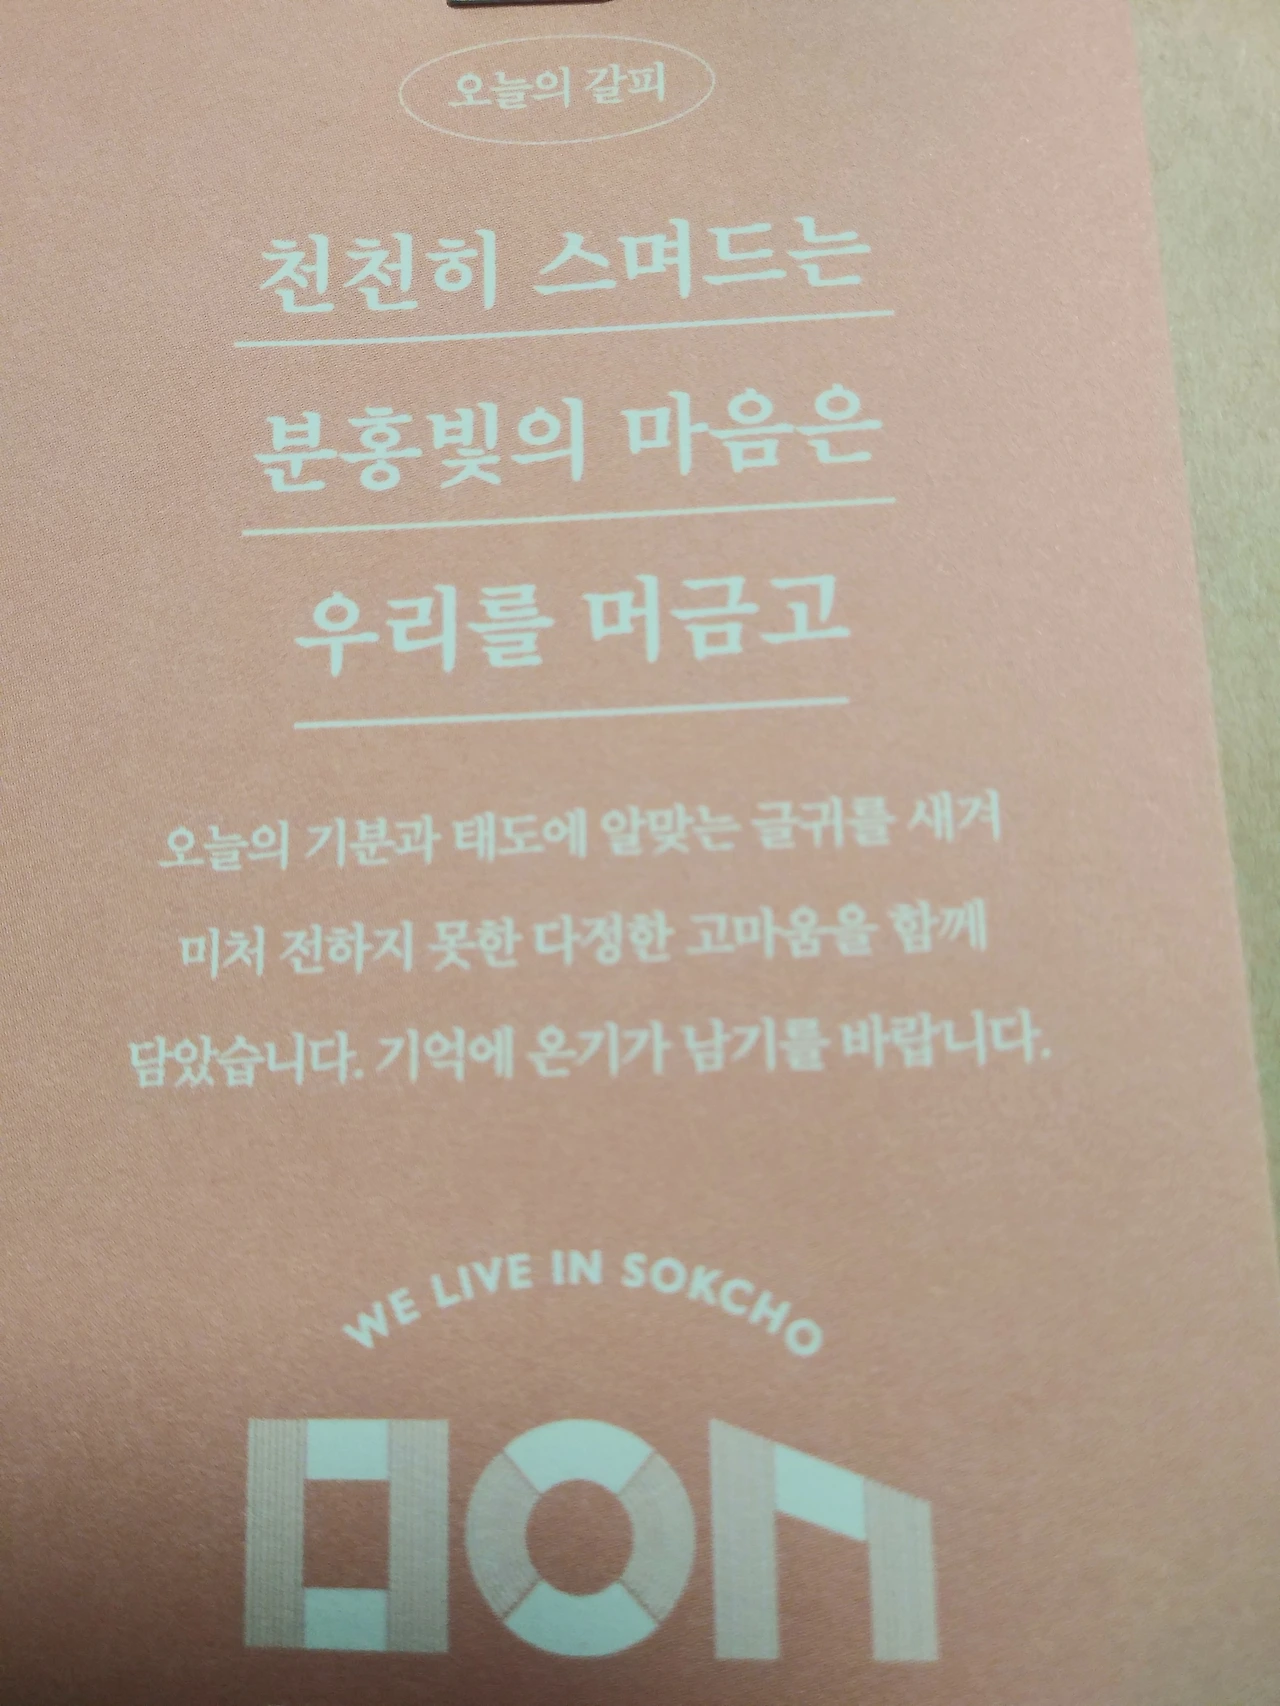 오늘의 갈피
천천히 스며드는
분홍빛의 마음은
우리를 머금고
오늘의 기분과 태도에 알맞는 글귀를 새겨
미처 전하지 못한 다정한 고마움을 함께
담았습니다. 기억에 온기가 남기를 바랍니다.
WE LIVE IN SOKCHO
ㅁㅇㅅ